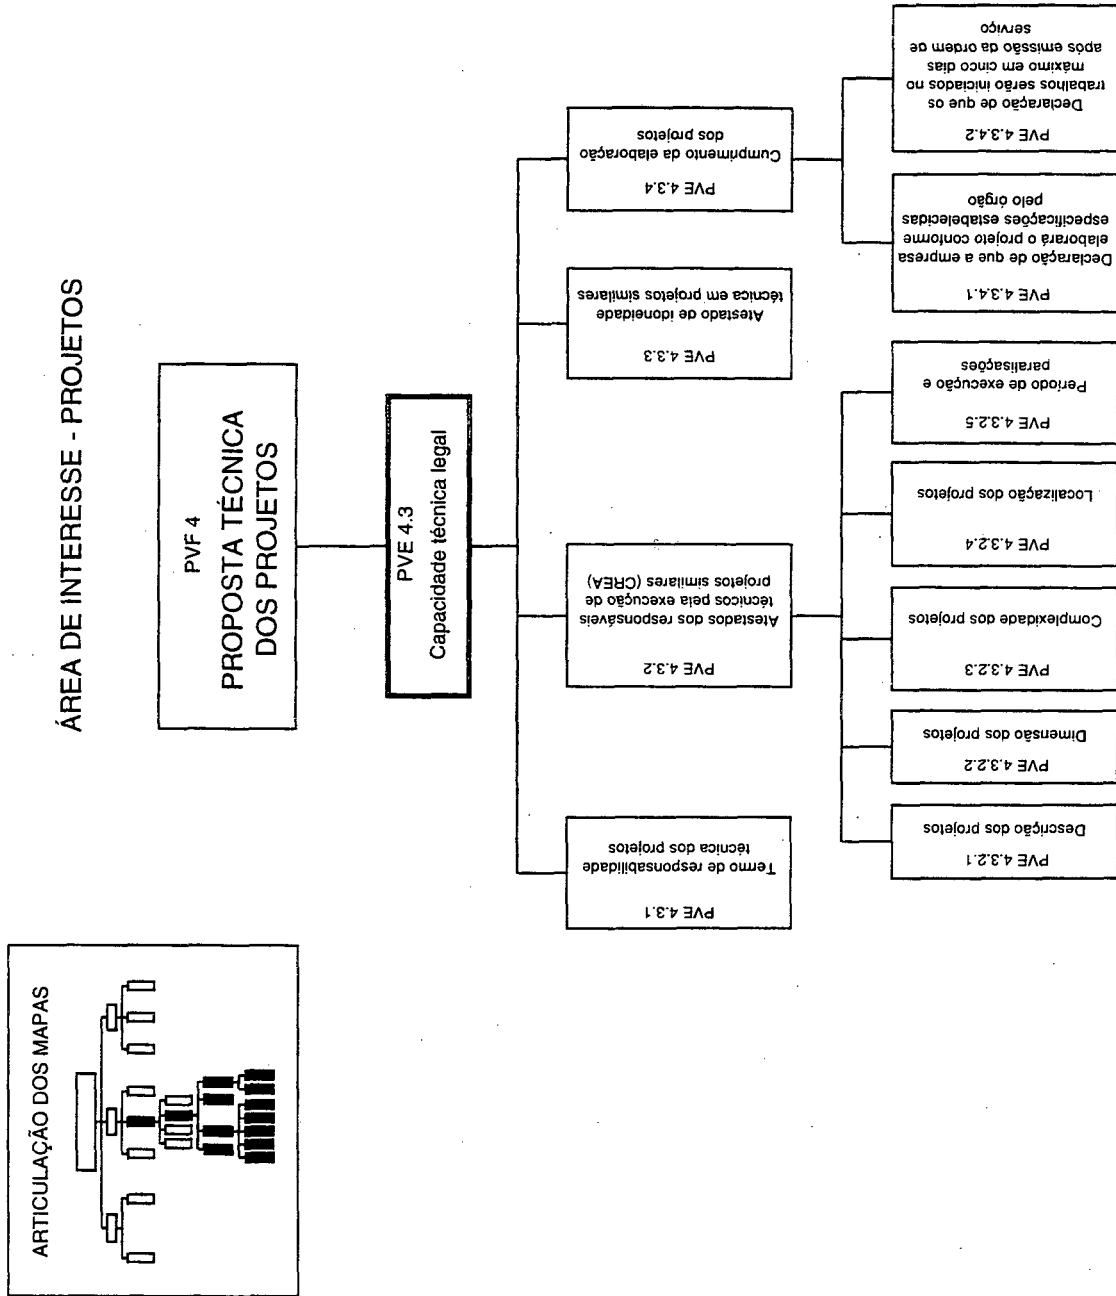 ÁREA DE INTERESSE - PROJETOS
ARTICULAÇÃO DOS MAPAS
PVF 4
PROPOSTA TÉCNICA
DOS PROJETOS
PVE 4.3
Capacidade técnica legal
PVE 4.3.1
Termo de responsabilidade
técnica dos projetos
PVE 4.3.2
Atestados dos responsáveis
técnicos pela execução de
projetos similares (CREA)
PVE 4.3.3
Atestado de idoneidade
técnica em projetos similares
PVE 4.3.4
Cumprimento da elaboração
dos projetos
PVE 4.3.2.1
Descrição dos projetos
PVE 4.3.2.2
Dimensão dos projetos
PVE 4.3.2.3
Complexidade dos projetos
PVE 4.3.2.4
Localização dos projetos
PVE 4.3.2.5
Período de execução e
paralisações
PVE 4.3.4.1
Declaração de que a empresa
elaborará o projeto conforme
especificações estabelecidas
pelo órgão
PVE 4.3.4.2
Declaração de que os
trabalhos serão iniciados no
máximo em cinco dias
após emissão da ordem de
serviço